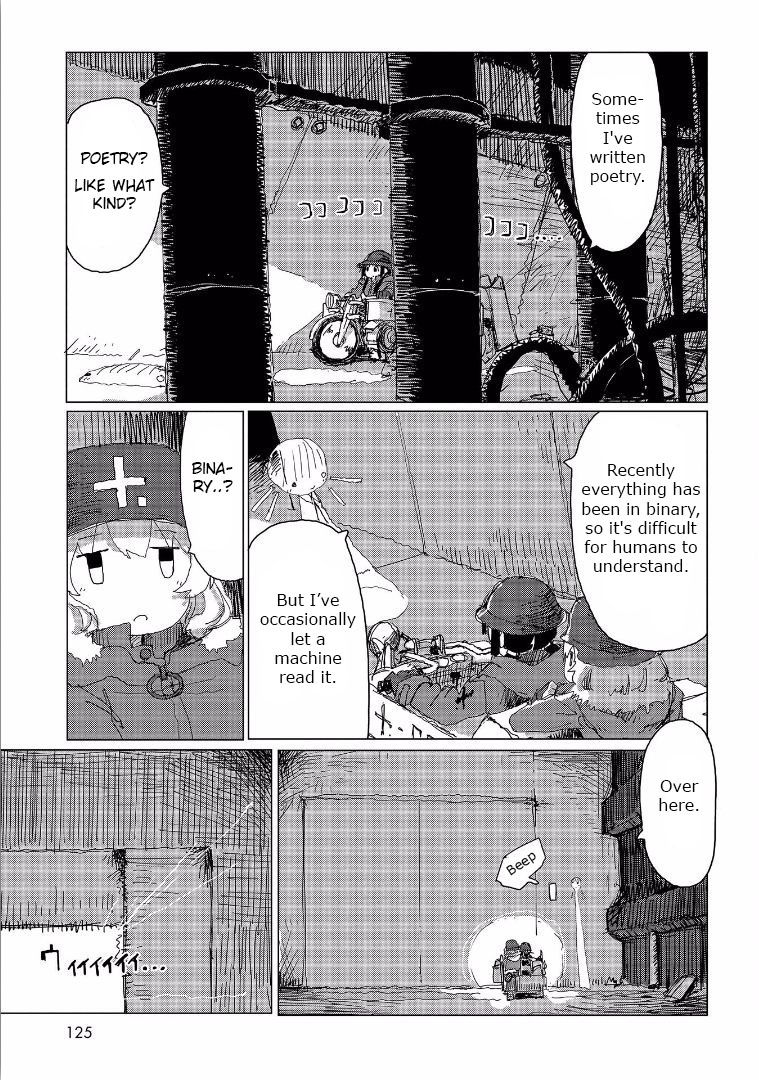 Some-
times
I've
written
poetry.
POETRY?
LIKE WHAT
KIND?
ココココ
ココココ....
Recently
everything has
been in binary,
so it's difficult
for humans to
understand.
But I’ve
occasionally
let a
machine
read it.
BINA-
RY..?
Over
here.
Beep
ウィィィィィ...
125